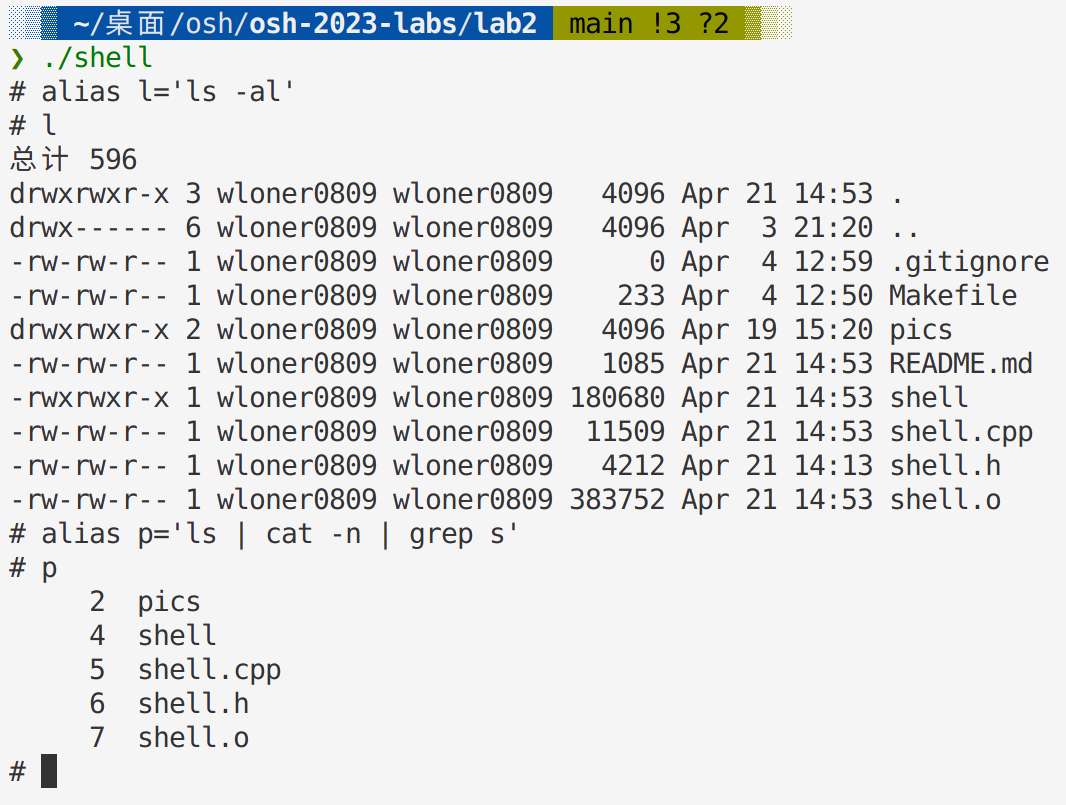 ~/桌面/osh/osh-2023-labs/lab2 main !3 ?2
❯ ./shell
# alias l='ls -al'
# l
总计 596
drwxrwxr-x 3 wloner0809 wloner0809   4096 Apr 21 14:53 .
drwx------ 6 wloner0809 wloner0809   4096 Apr  3 21:20 ..
-rw-rw-r-- 1 wloner0809 wloner0809      0 Apr  4 12:59 .gitignore
-rw-rw-r-- 1 wloner0809 wloner0809    233 Apr  4 12:50 Makefile
drwxrwxr-x 2 wloner0809 wloner0809   4096 Apr 19 15:20 pics
-rw-rw-r-- 1 wloner0809 wloner0809   1085 Apr 21 14:53 README.md
-rwxrwxr-x 1 wloner0809 wloner0809 180680 Apr 21 14:53 shell
-rw-rw-r-- 1 wloner0809 wloner0809  11509 Apr 21 14:53 shell.cpp
-rw-rw-r-- 1 wloner0809 wloner0809   4212 Apr 21 14:13 shell.h
-rw-rw-r-- 1 wloner0809 wloner0809 383752 Apr 21 14:53 shell.o
# alias p='ls | cat -n | grep s'
# p
     2  pics
     4  shell
     5  shell.cpp
     6  shell.h
     7  shell.o
#